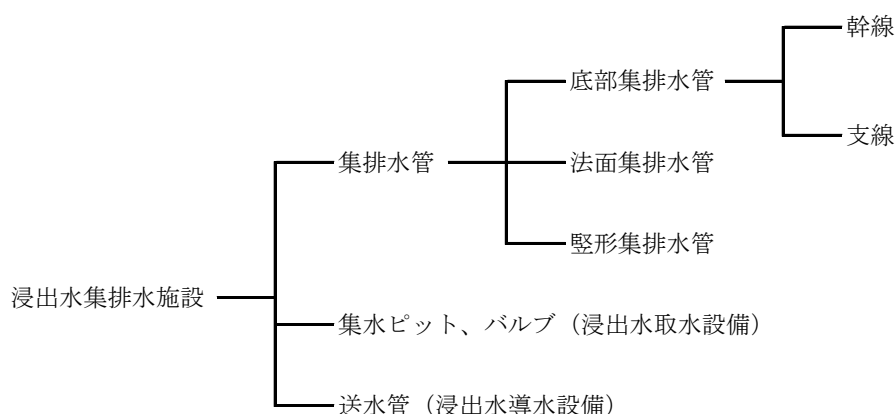 幹線
底部集排水管
支線
集排水管
法面集排水管
竪形集排水管
浸出水集排水施設
集水ピット、バルブ（浸出水取水設備）
送水管（浸出水導水設備）